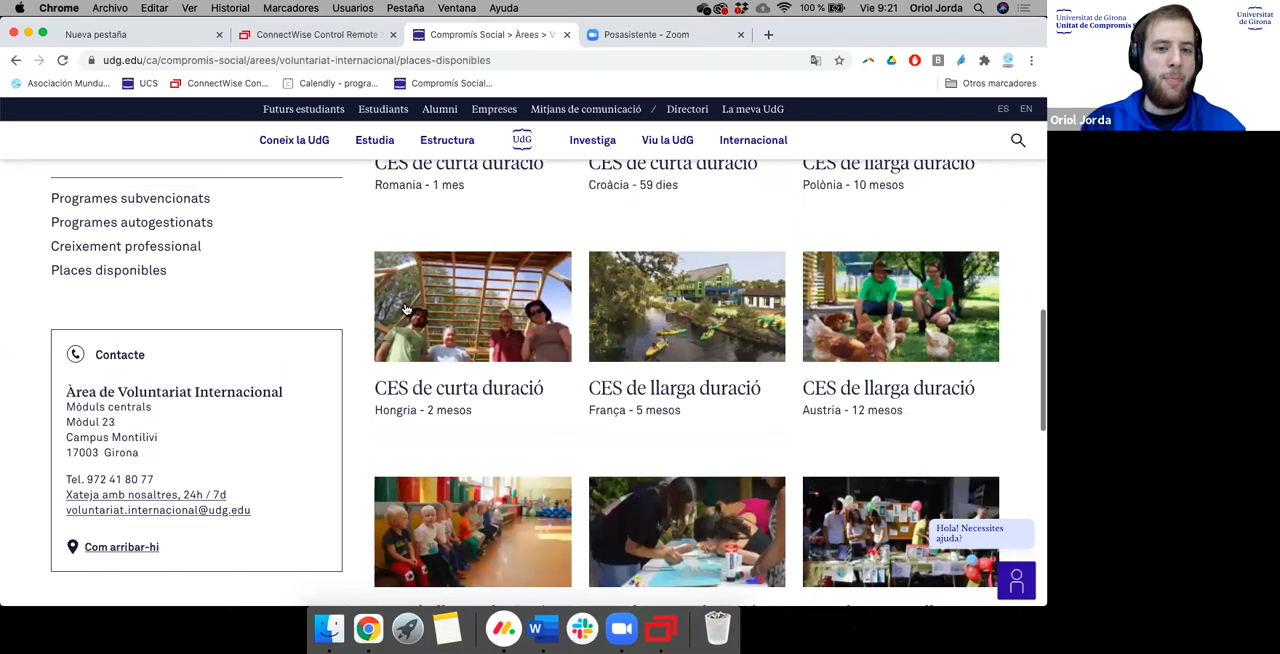 Chrome Archivo Editar Ver Historial Marcadores Usuarios Pestaña Ventana Ayuda 100 % Vie 9:21 Oriol Jorda
Nueva pestaña
ConnectWise Control Remote
Compromís Social > Àrees > V
Posasistente - Zoom
udg.edu/ca/compromis-social/arees/voluntariat-internacional/places-disponibles
Asociación Mundu...
UCS
ConnectWise Con...
Calendly - progra...
Compromís Social...
Otros marcadores
Futurs estudiants Estudiants Alumni Empreses Mitjans de comunicació / Directori La meva UdG ES EN
Coneix la UdG Estudia Estructura UdG Investiga Viu la UdG Internacional
CES de curta duració
Romania - 1 mes
CES de curta duració
Croàcia - 59 dies
CES de llarga duració
Polònia - 10 mesos
Programes subvencionats
Programes autogestionats
Creixement professional
Places disponibles
CES de curta duració
Hongria - 2 mesos
CES de llarga duració
França - 5 mesos
CES de llarga duració
Austria - 12 mesos
Contacte
Àrea de Voluntariat Internacional
Mòduls centrals
Mòdul 23
Campus Montilivi
17003 Girona
Tel. 972 41 80 77
Xateja amb nosaltres, 24h / 7d
voluntariat.internacional@udg.edu
Com arribar-hi
Hola! Necessites
ajuda?
Universitat de Girona
Unitat de Compromís S
Universitat
de Girona
Oriol Jorda